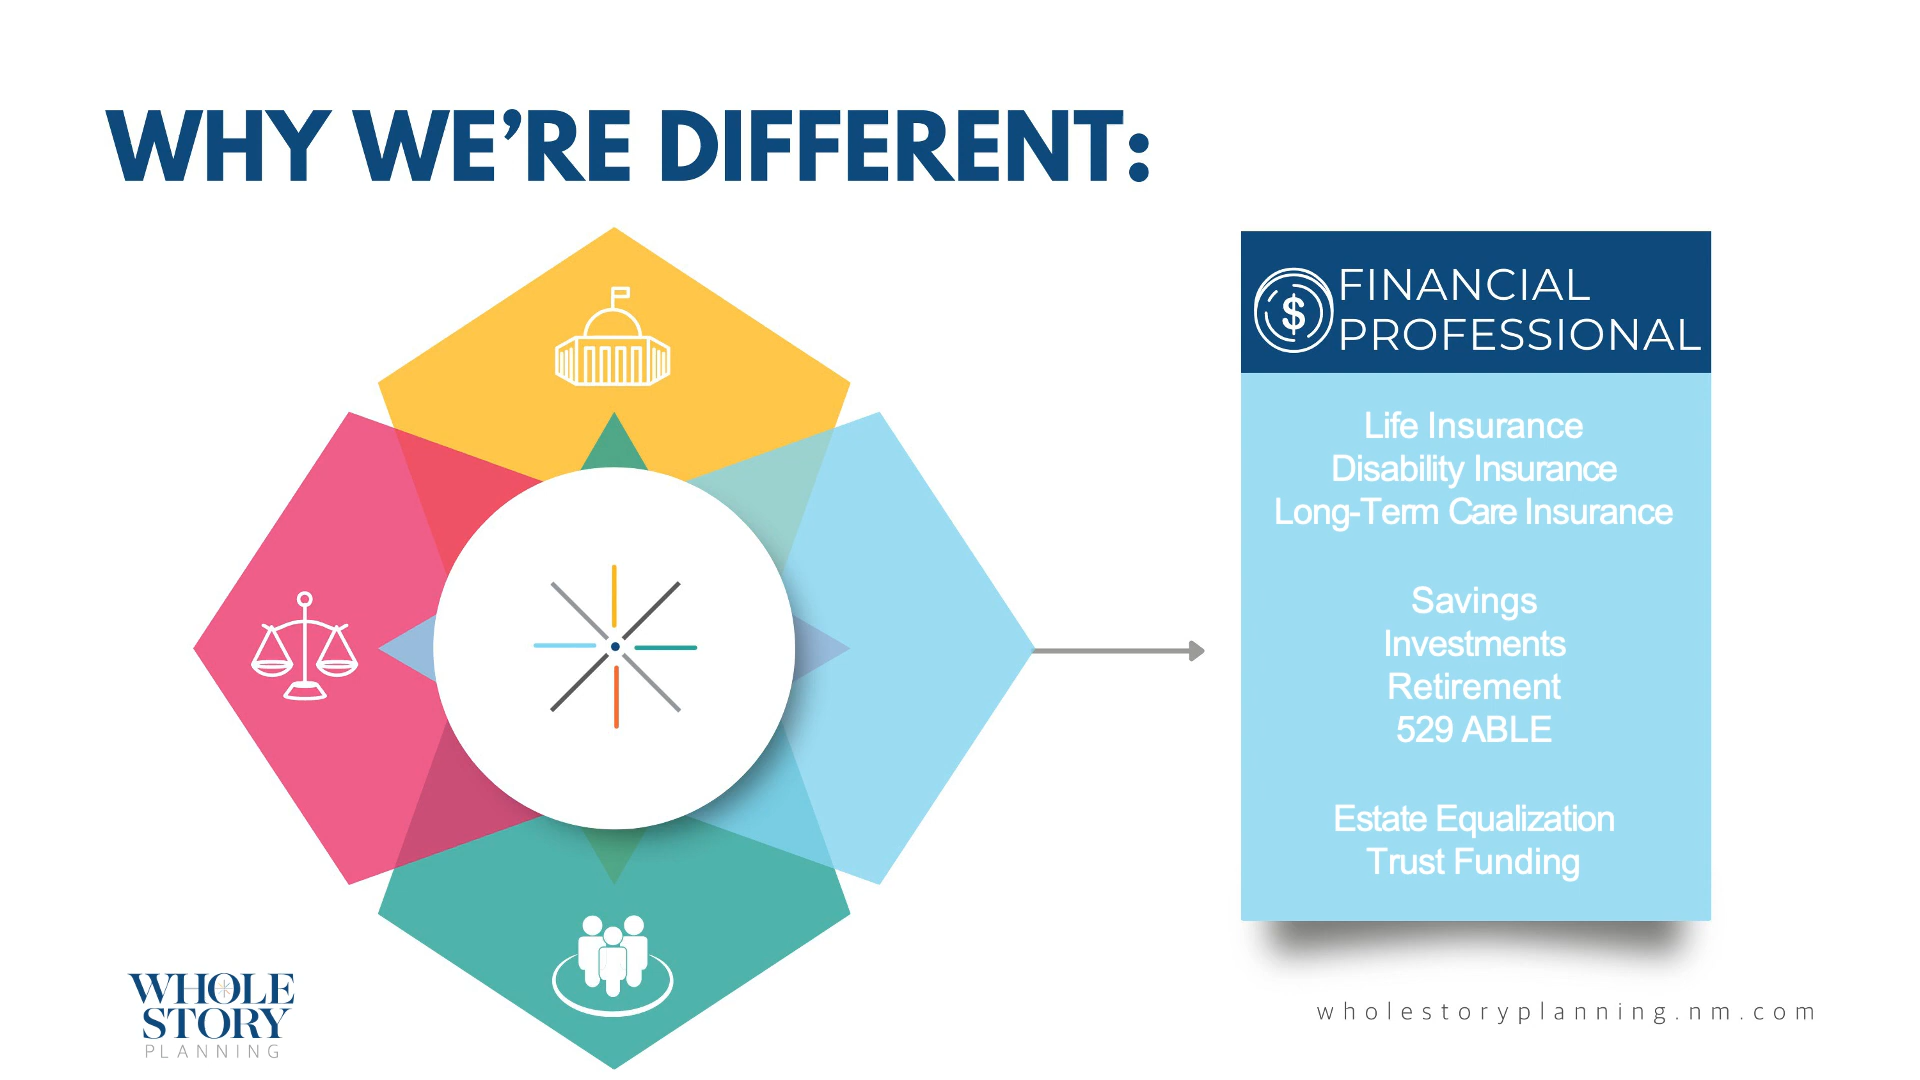 WHY WE’RE DIFFERENT:
$
FINANCIAL
PROFESSIONAL
Life Insurance
Disability Insurance
Long-Term Care Insurance
Savings
Investments
Retirement
529 ABLE
Estate Equalization
Trust Funding
WHOLE
STORY
PLANNING
wholestoryplanning.nm.com